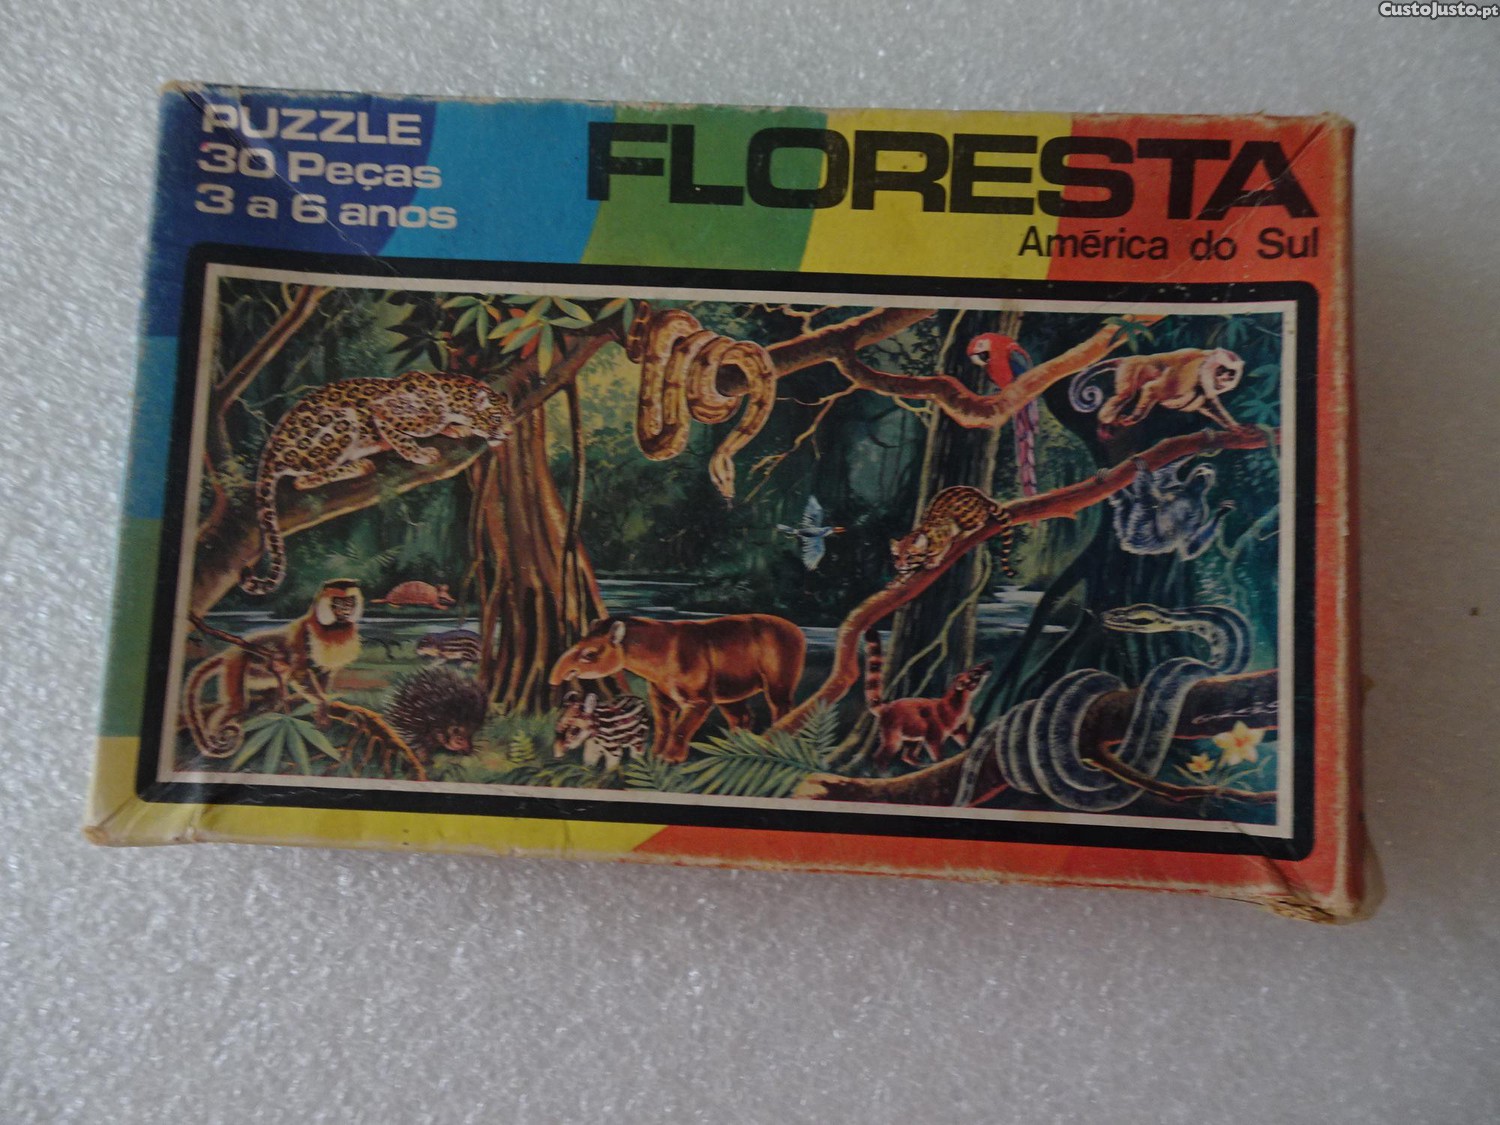 CustoJusto.pt
PUZZLE
30 Peças
3 a 6 anos
FLORESTA
América do Sul